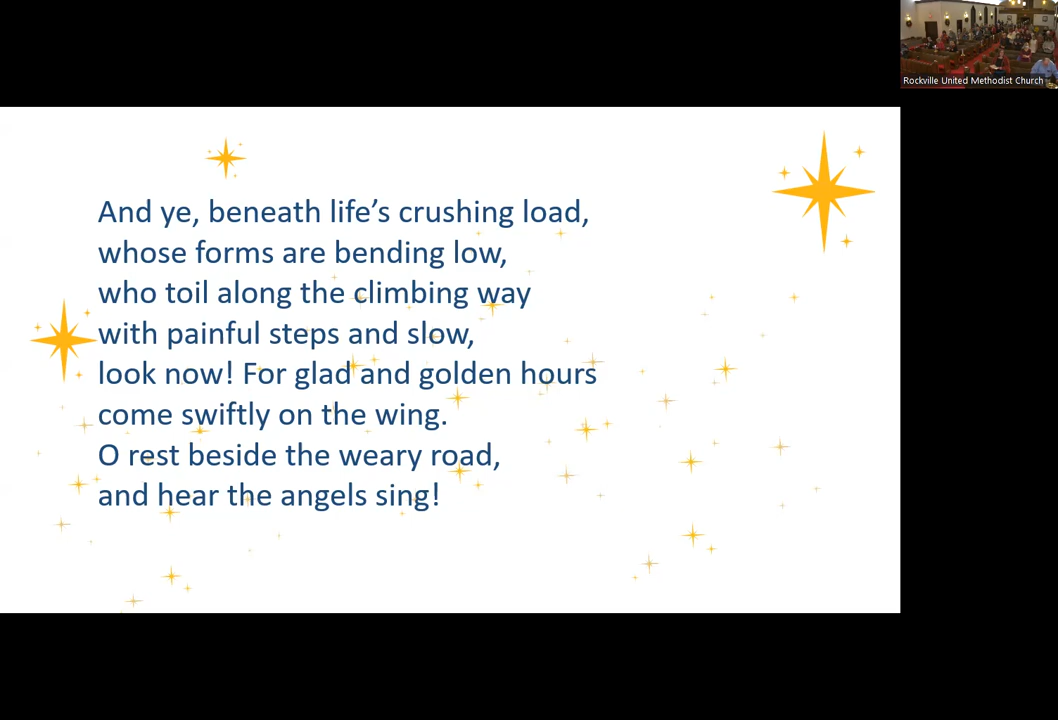 Rockville United Methodist Church
And ye, beneath life’s crushing load,
whose forms are bending low,
who toil along the climbing way
with painful steps and slow,
look now! For glad and golden hours
come swiftly on the wing.
O rest beside the weary road,
and hear the angels sing!